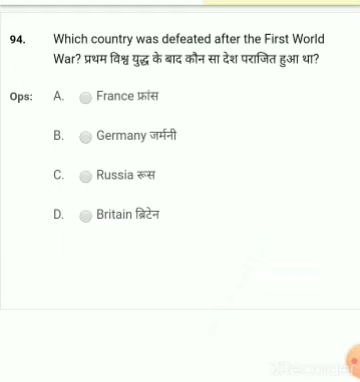 94. Which country was defeated after the First World
War? प्रथम विश्व युद्ध के बाद कौन सा देश पराजित हुआ था?
Ops: A. France फ्रांस
B. Germany जर्मनी
C. Russia रूस
D. Britain ब्रिटेन